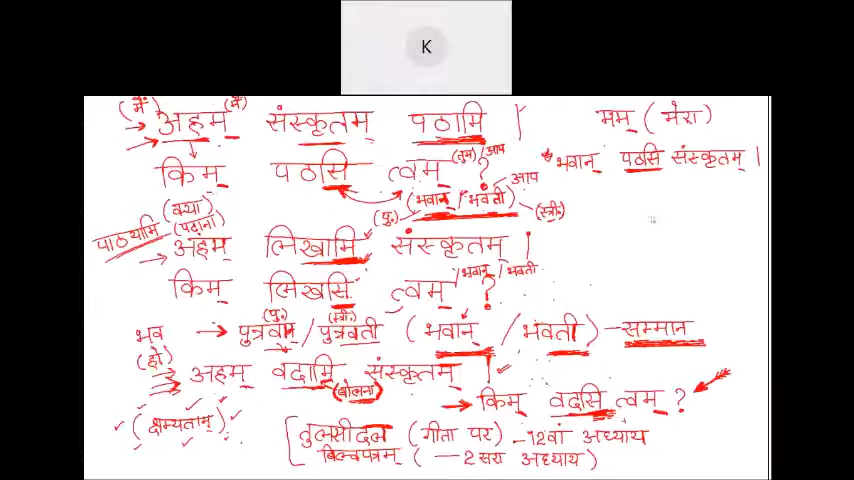 K
(मैं) (मैं)
अहम् संस्कृतम् पठामि | मम् (मेरा)
(तुम)/आप
किम् पठसि त्वम् ? भवान् पठसि संस्कृतम् |
(क्या) (पु.) (भवान्/भवती) आप (स्त्री.)
पाठयामि (पढ़ाना)
अहम् लिखामि संस्कृतम् |
किम् लिखसि त्वम् /भवान्/भवती ?
(पु.) (स्त्री.)
भव → पुत्रवान/पुत्रवती (भवान्/भवती) – सम्मान
(हो)
अहम् वदामि संस्कृतम् |
(बोलना)
किम् वदसि त्वम् ?
(क्षम्यताम्)
तुलसीदल (गीता पर) – 12वां अध्याय
बिल्वपत्रम् (— 2सरा अध्याय)